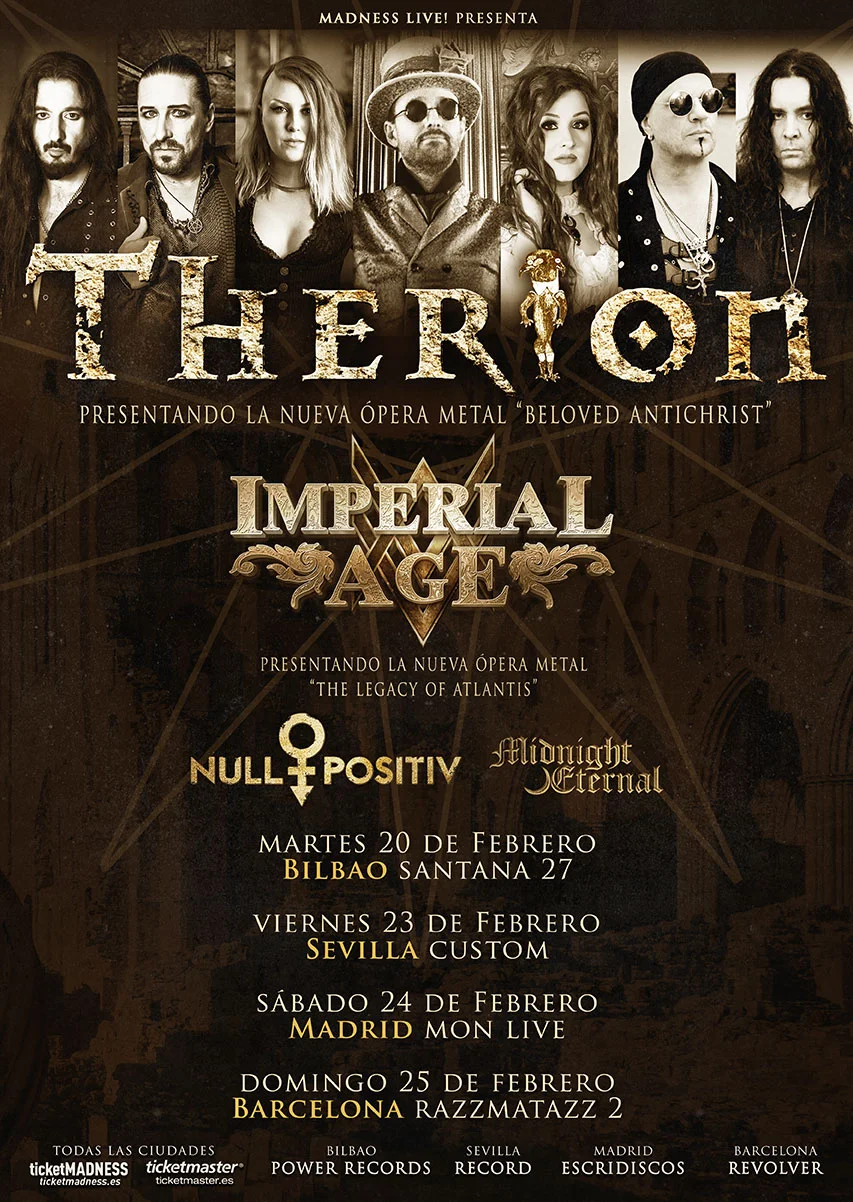 MADNESS LIVE! PRESENTA
THERION
PRESENTANDO LA NUEVA ÓPERA METAL "BELOVED ANTICHRIST"
IMPERIAL
AGE
PRESENTANDO LA NUEVA ÓPERA METAL
"THE LEGACY OF ATLANTIS"
NULL POSITIV
Midnight
Eternal
MARTES 20 DE FEBRERO
BILBAO SANTANA 27
VIERNES 23 DE FEBRERO
SEVILLA CUSTOM
SÁBADO 24 DE FEBRERO
MADRID MON LIVE
DOMINGO 25 DE FEBRERO
BARCELONA RAZZMATAZZ 2
TODAS LAS CIUDADES
ticketMADNESS
ticketmadness.es
ticketmaster®
ticketmaster.es
BILBAO
POWER RECORDS
SEVILLA
RECORD
MADRID
ESCRIDISCOS
BARCELONA
REVOLVER